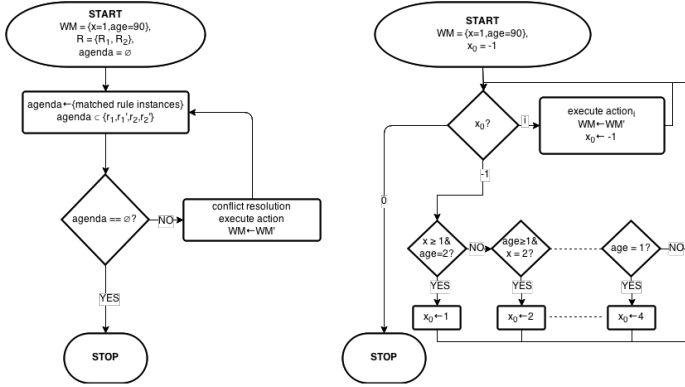 START
WM = {x=1,age=90},
R = {R₁, R₂},
agenda = ∅
agenda←{matched rule instances}
agenda ⊂ {r₁,r₁',r₂,r₂'}
agenda == ∅?
NO
conflict resolution
execute action
WM←WM'
YES
STOP
START
WM = {x=1,age=90},
x₀ = -1
x₀?
i
execute actionᵢ
WM←WM'
x₀← -1
0
-1
x ≥ 1&
age=2?
NO
age≥1&
x = 2?
NO
age = 1?
NO
YES
YES
YES
x₀←1
x₀←2
x₀←4
STOP